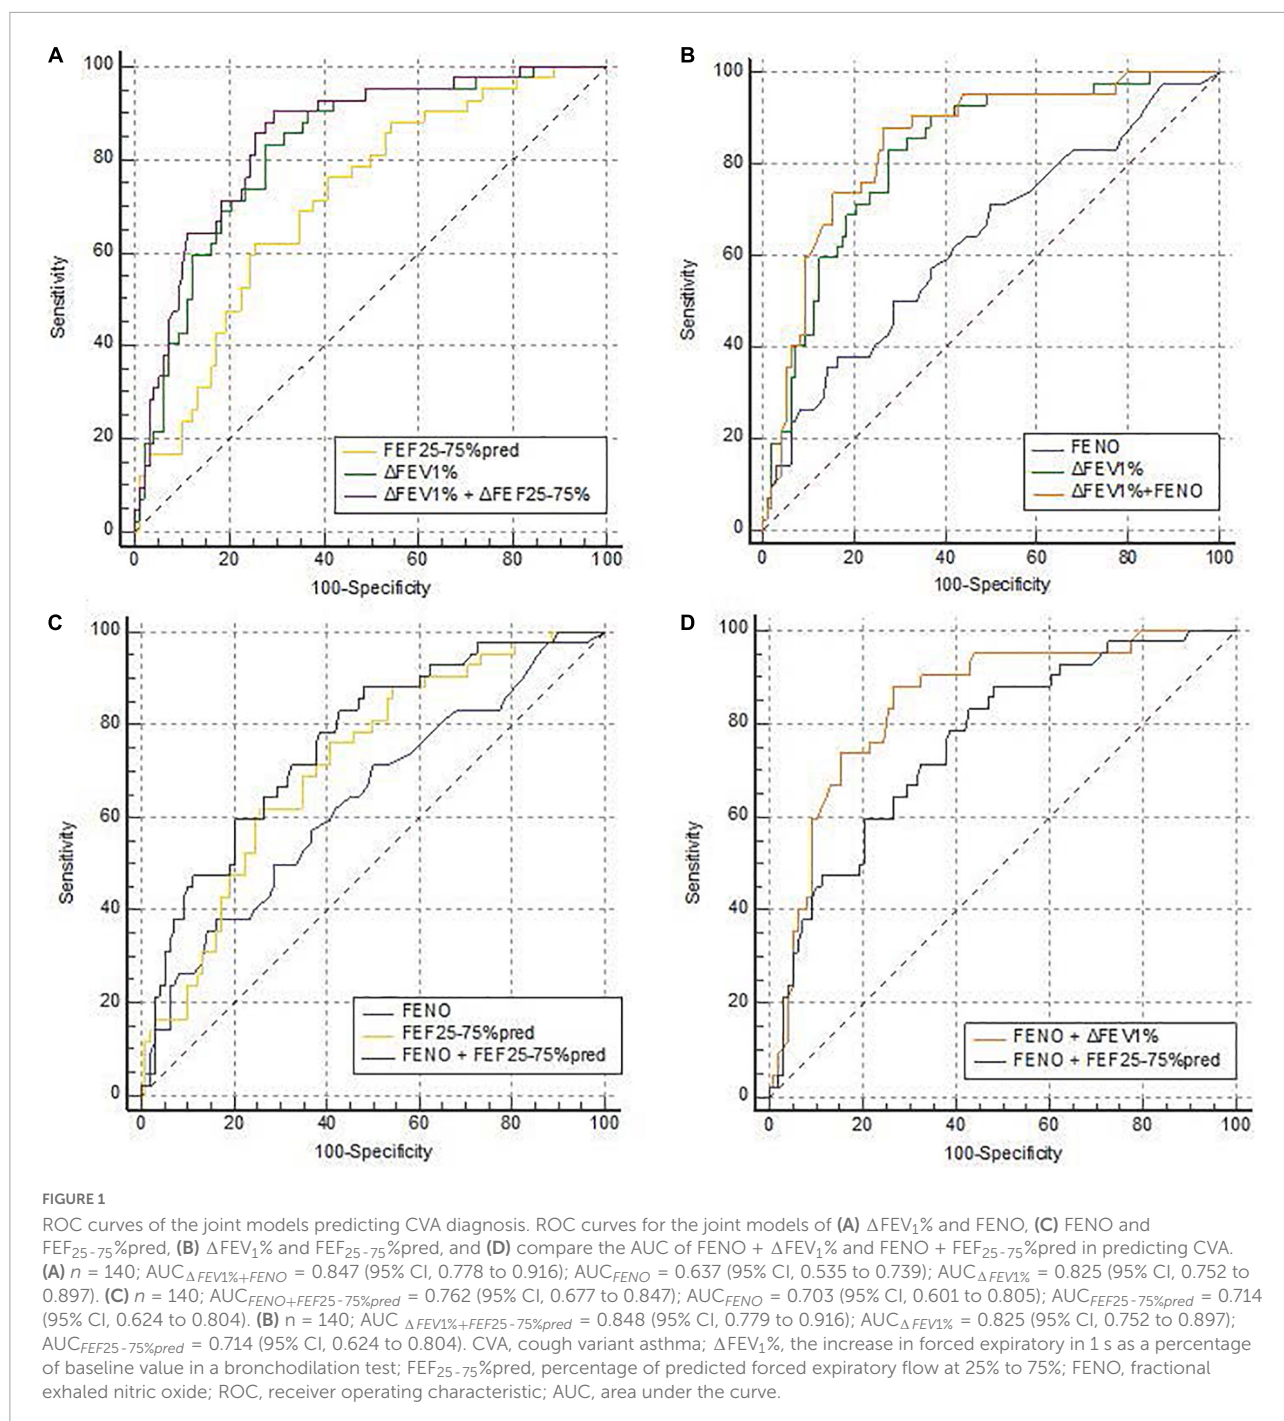 A
100
80
60
40
20
0
Sensitivity
0 20 40 60 80 100
100-Specificity
FEF25-75%pred
ΔFEV1%
ΔFEV1% + ΔFEF25-75%
B
100
80
60
40
20
0
Sensitivity
0 20 40 60 80 100
100-Specificity
FENO
ΔFEV1%
ΔFEV1%+FENO
C
100
80
60
40
20
0
Sensitivity
0 20 40 60 80 100
100-Specificity
FENO
FEF25-75%pred
FENO + FEF25-75%pred
D
100
80
60
40
20
0
Sensitivity
0 20 40 60 80 100
100-Specificity
FENO + ΔFEV1%
FENO + FEF25-75%pred
FIGURE 1
ROC curves of the joint models predicting CVA diagnosis. ROC curves for the joint models of (A) ΔFEV1% and FENO, (C) FENO and
FEF25-75%pred, (B) ΔFEV1% and FEF25-75%pred, and (D) compare the AUC of FENO + ΔFEV1% and FENO + FEF25-75%pred in predicting CVA.
(A) n = 140; AUCΔFEV1%+FENO = 0.847 (95% CI, 0.778 to 0.916); AUCFENO = 0.637 (95% CI, 0.535 to 0.739); AUCΔFEV1% = 0.825 (95% CI, 0.752 to
0.897). (C) n = 140; AUCFENO+FEF25-75%pred = 0.762 (95% CI, 0.677 to 0.847); AUCFENO = 0.703 (95% CI, 0.601 to 0.805); AUCFEF25-75%pred = 0.714
(95% CI, 0.624 to 0.804). (B) n = 140; AUC ΔFEV1%+FEF25-75%pred = 0.848 (95% CI, 0.779 to 0.916); AUCΔFEV1% = 0.825 (95% CI, 0.752 to 0.897);
AUCFEF25-75%pred = 0.714 (95% CI, 0.624 to 0.804). CVA, cough variant asthma; ΔFEV1%, the increase in forced expiratory in 1 s as a percentage
of baseline value in a bronchodilation test; FEF25-75%pred, percentage of predicted forced expiratory flow at 25% to 75%; FENO, fractional
exhaled nitric oxide; ROC, receiver operating characteristic; AUC, area under the curve.